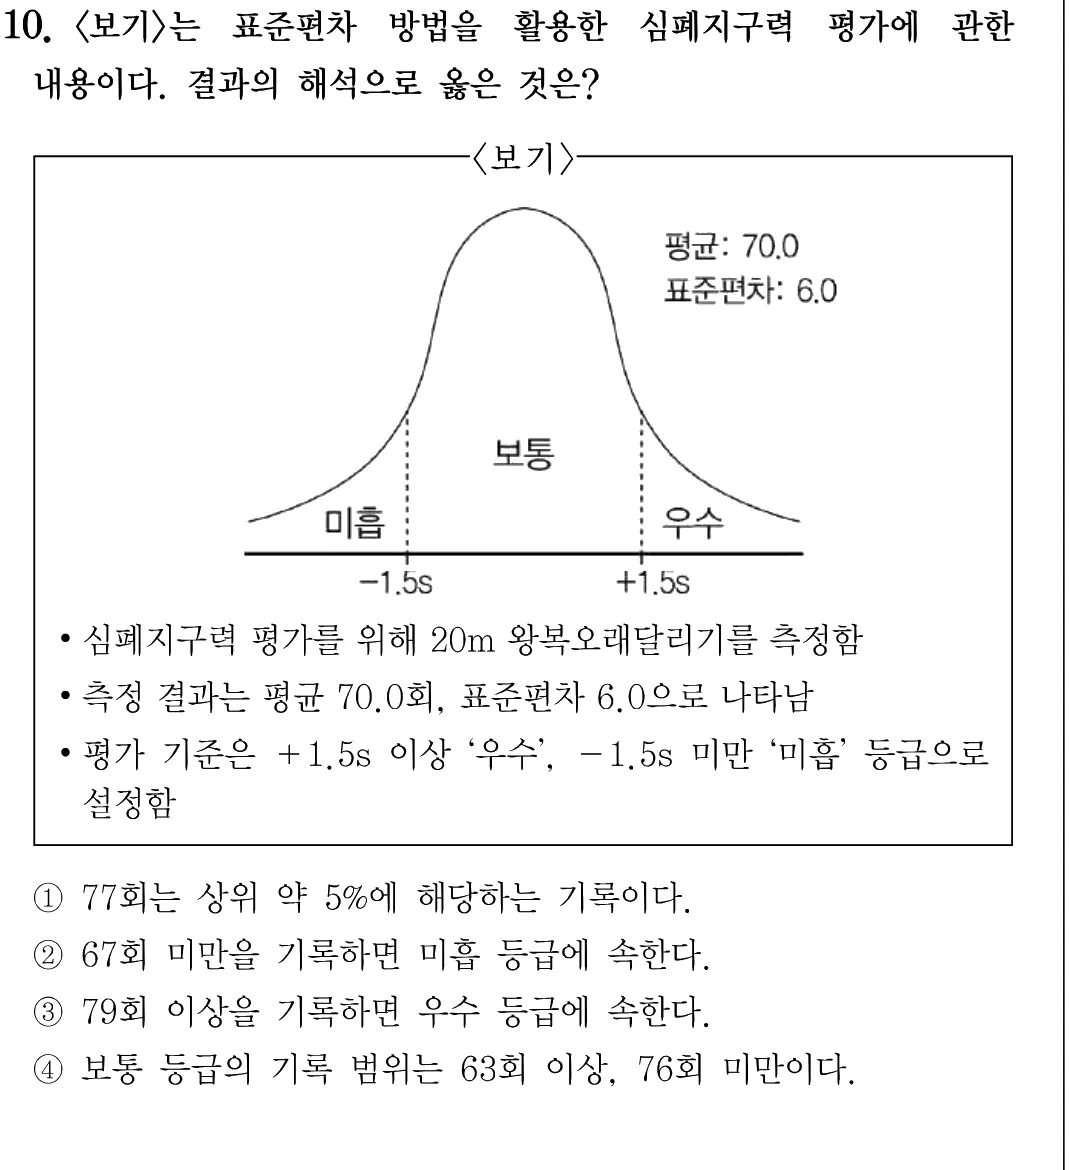 10. 〈보기〉는 표준편차 방법을 활용한 심폐지구력 평가에 관한
내용이다. 결과의 해석으로 옳은 것은?
〈보기〉
평균: 70.0
표준편차: 6.0
보통
미흡
우수
-1.5s
+1.5s
• 심폐지구력 평가를 위해 20m 왕복오래달리기를 측정함
• 측정 결과는 평균 70.0회, 표준편차 6.0으로 나타남
• 평가 기준은 +1.5s 이상 ‘우수’, -1.5s 미만 ‘미흡’ 등급으로
설정함
① 77회는 상위 약 5%에 해당하는 기록이다.
② 67회 미만을 기록하면 미흡 등급에 속한다.
③ 79회 이상을 기록하면 우수 등급에 속한다.
④ 보통 등급의 기록 범위는 63회 이상, 76회 미만이다.